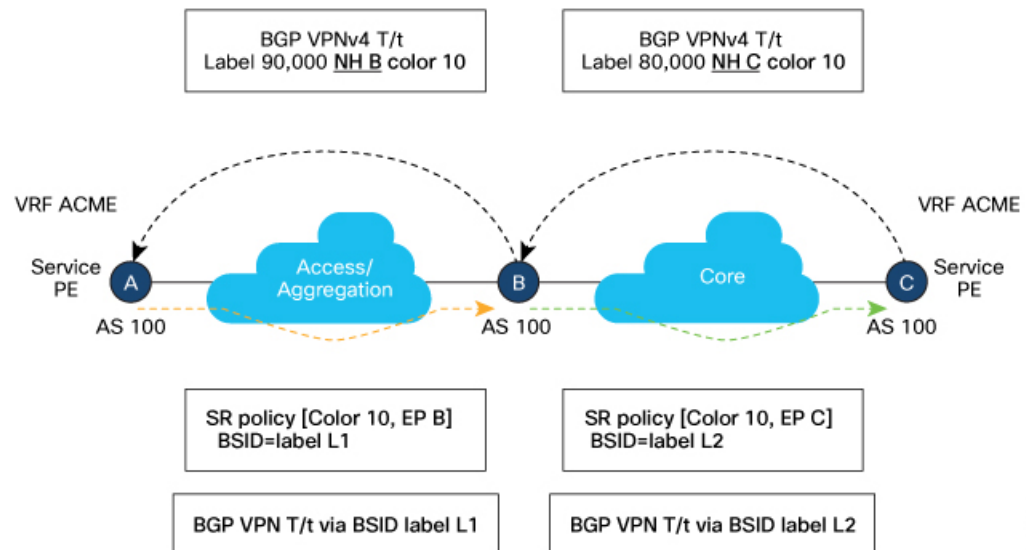 BGP VPNv4 T/t
Label 90,000 NH B color 10
BGP VPNv4 T/t
Label 80,000 NH C color 10
VRF ACME
VRF ACME
Service
PE
A
Access/
Aggregation
B
Core
C
Service
PE
AS 100
AS 100
AS 100
SR policy [Color 10, EP B]
BSID=label L1
SR policy [Color 10, EP C]
BSID=label L2
BGP VPN T/t via BSID label L1
BGP VPN T/t via BSID label L2